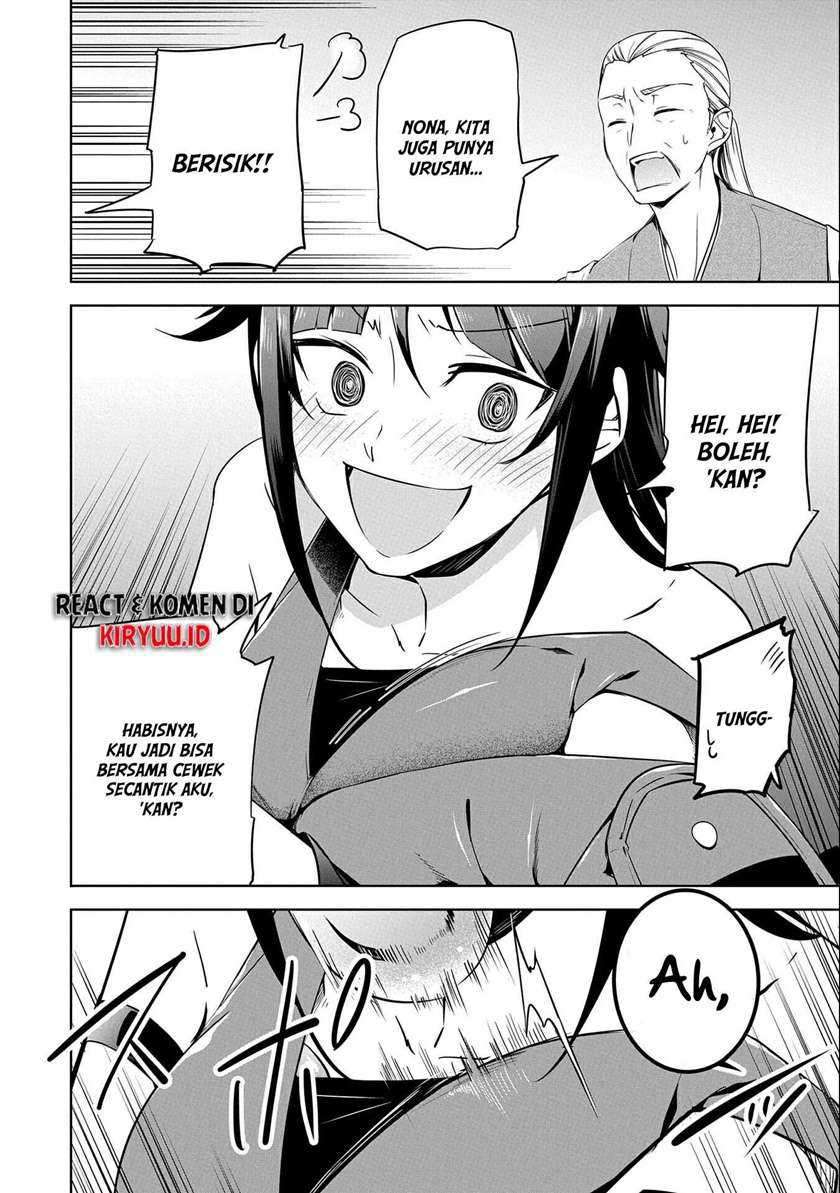 NONA, KITA
JUGA PUNYA
URUSAN...
BERISIK!!
HEI, HEI!
BOLEH,
'KAN?
TUNGG-
REACT & KOMEN DI
KIRYUU.ID
HABISNYA,
KAU JADI BISA
BERSAMA CEWEK
SECANTIK AKU,
'KAN?
Ah,